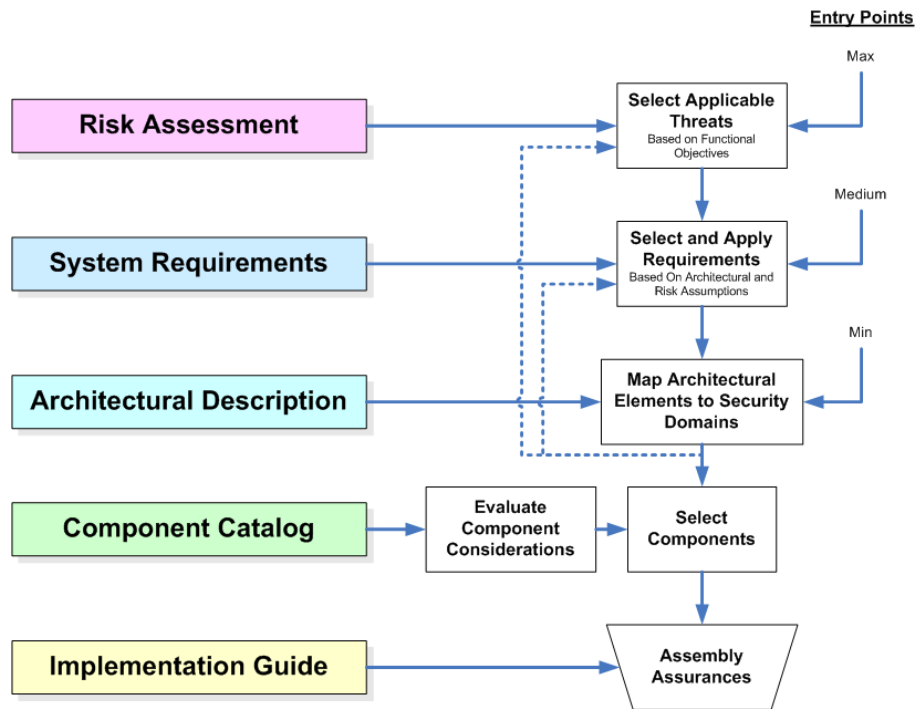 Entry Points
Max
Risk Assessment
Select Applicable
Threats
Based on Functional
Objectives
Medium
System Requirements
Select and Apply
Requirements
Based On Architectural and
Risk Assumptions
Min
Architectural Description
Map Architectural
Elements to Security
Domains
Component Catalog
Evaluate
Component
Considerations
Select
Components
Implementation Guide
Assembly
Assurances